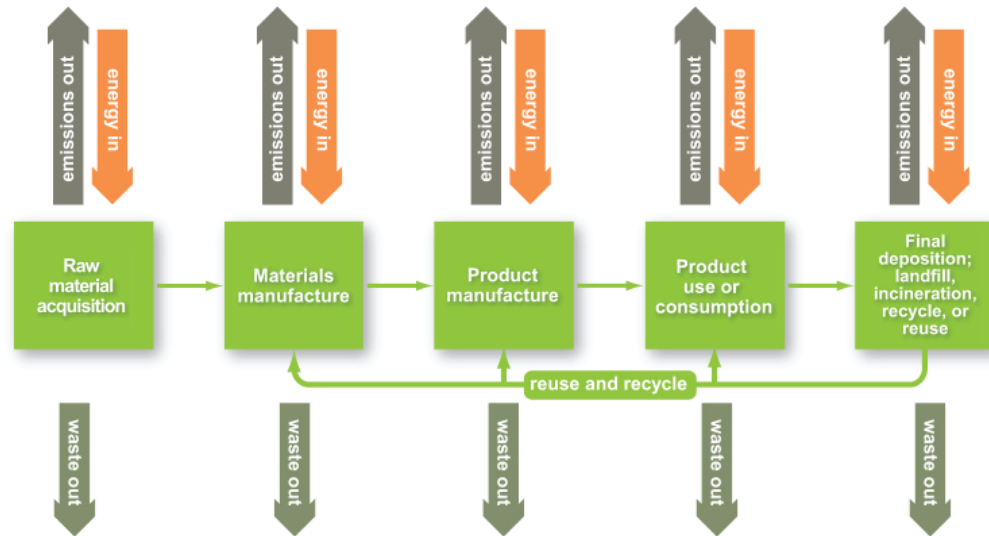 emissions out
energy in
emissions out
energy in
emissions out
energy in
emissions out
energy in
emissions out
energy in
Raw
material
acquisition
Materials
manufacture
Product
manufacture
Product
use or
consumption
Final
deposition;
landfill,
incineration,
recycle, or
reuse
reuse and recycle
waste out
waste out
waste out
waste out
waste out